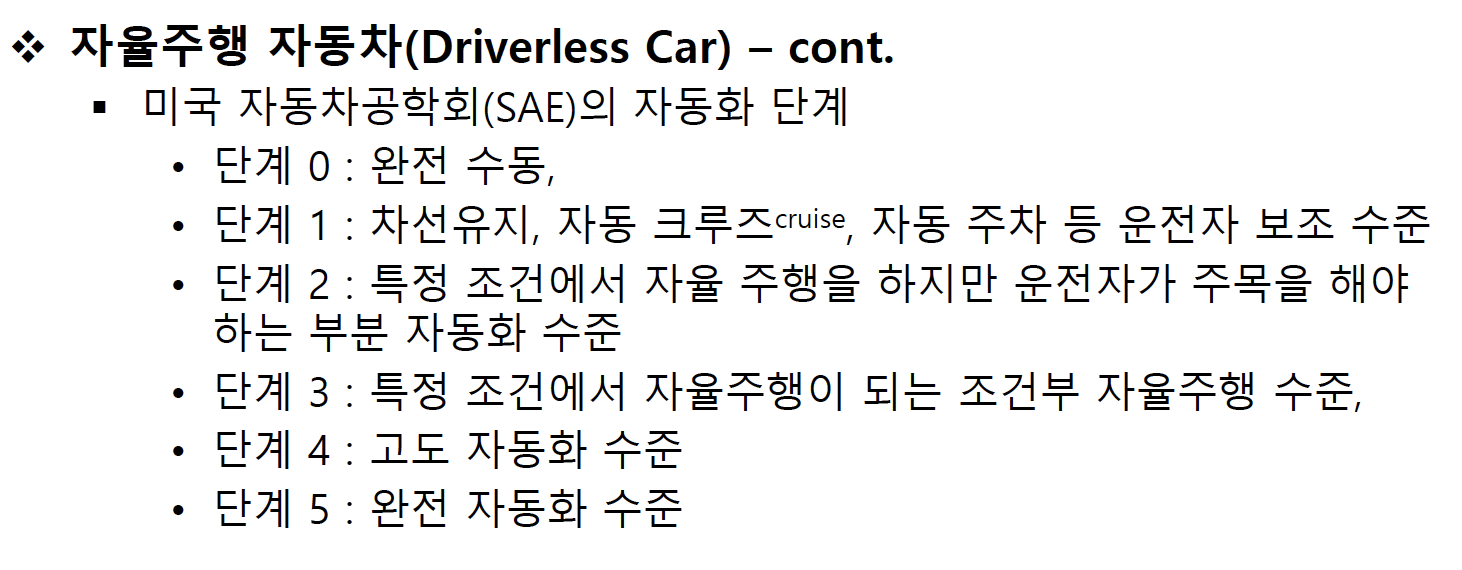 ❖ 자율주행 자동차(Driverless Car) – cont.
▪ 미국 자동차공학회(SAE)의 자동화 단계
• 단계 0 : 완전 수동,
• 단계 1 : 차선유지, 자동 크루즈cruise, 자동 주차 등 운전자 보조 수준
• 단계 2 : 특정 조건에서 자율 주행을 하지만 운전자가 주목을 해야
하는 부분 자동화 수준
• 단계 3 : 특정 조건에서 자율주행이 되는 조건부 자율주행 수준,
• 단계 4 : 고도 자동화 수준
• 단계 5 : 완전 자동화 수준